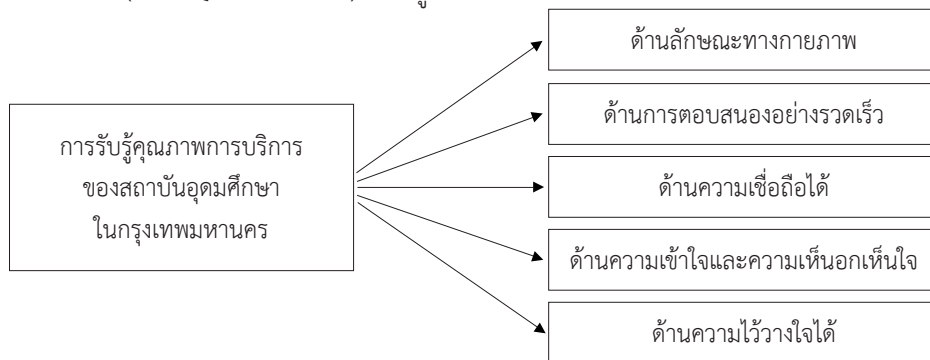 การรับรู้คุณภาพการบริการ
ของสถาบันอุดมศึกษา
ในกรุงเทพมหานคร
ด้านลักษณะทางกายภาพ
ด้านการตอบสนองอย่างรวดเร็ว
ด้านความเชื่อถือได้
ด้านความเข้าใจและความเห็นอกเห็นใจ
ด้านความไว้วางใจได้